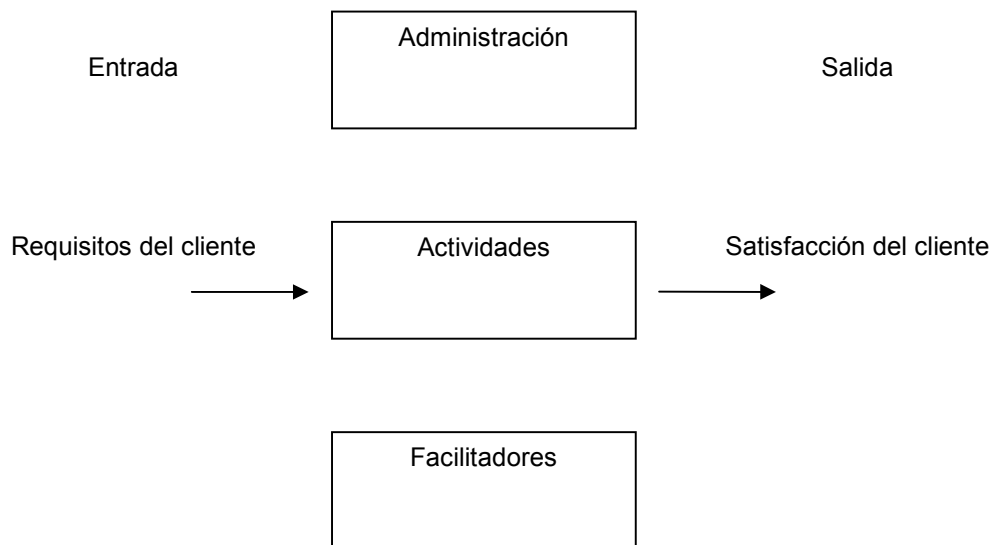 Administración
Entrada
Salida
Requisitos del cliente
Actividades
Satisfacción del cliente
Facilitadores